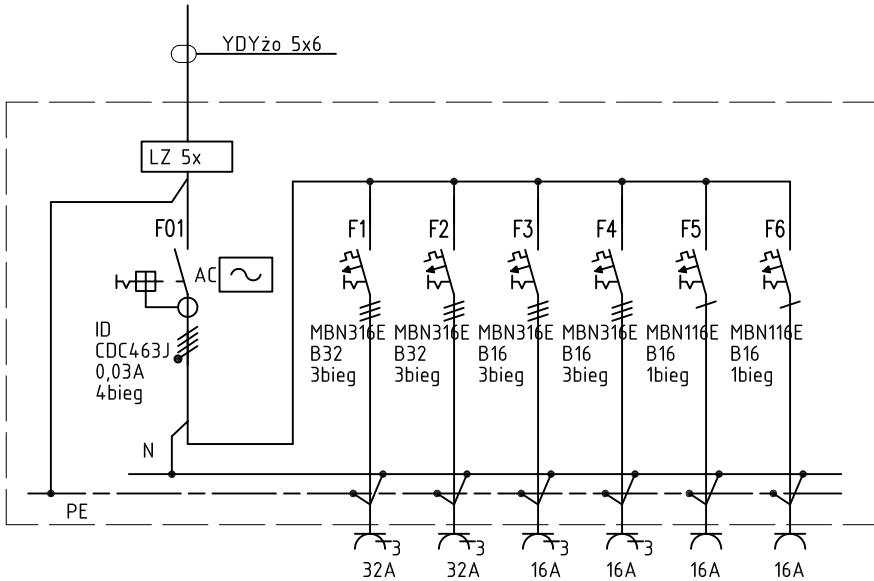 YDYżo 5x6
LZ 5x
F01
F1
F2
F3
F4
F5
F6
AC
ID
CDC463J
0,03A
4bieg
MBN316E
B32
3bieg
MBN316E
B32
3bieg
MBN316E
B16
3bieg
MBN316E
B16
3bieg
MBN116E
B16
1bieg
MBN116E
B16
1bieg
N
PE
3
3
3
3
32A
32A
16A
16A
16A
16A